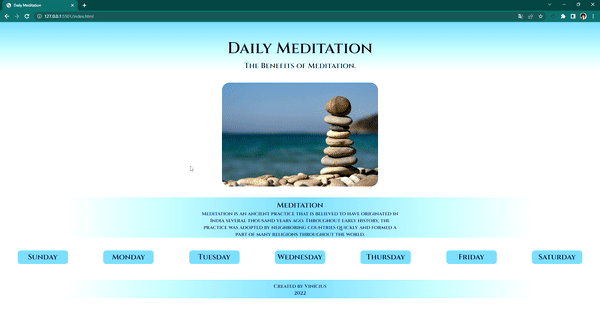 Daily Meditation
127.0.0.1:5501/index.html
Daily Meditation
The Benefits of Meditation.
Meditation
Meditation is an ancient practice that is believed to have originated in
India several thousand years ago. Throughout early history, the
practice was adopted by neighboring countries quickly and formed a
part of many religions throughout the world.
Sunday
Monday
Tuesday
Wednesday
Thursday
Friday
Saturday
Created by Vinícius
2022